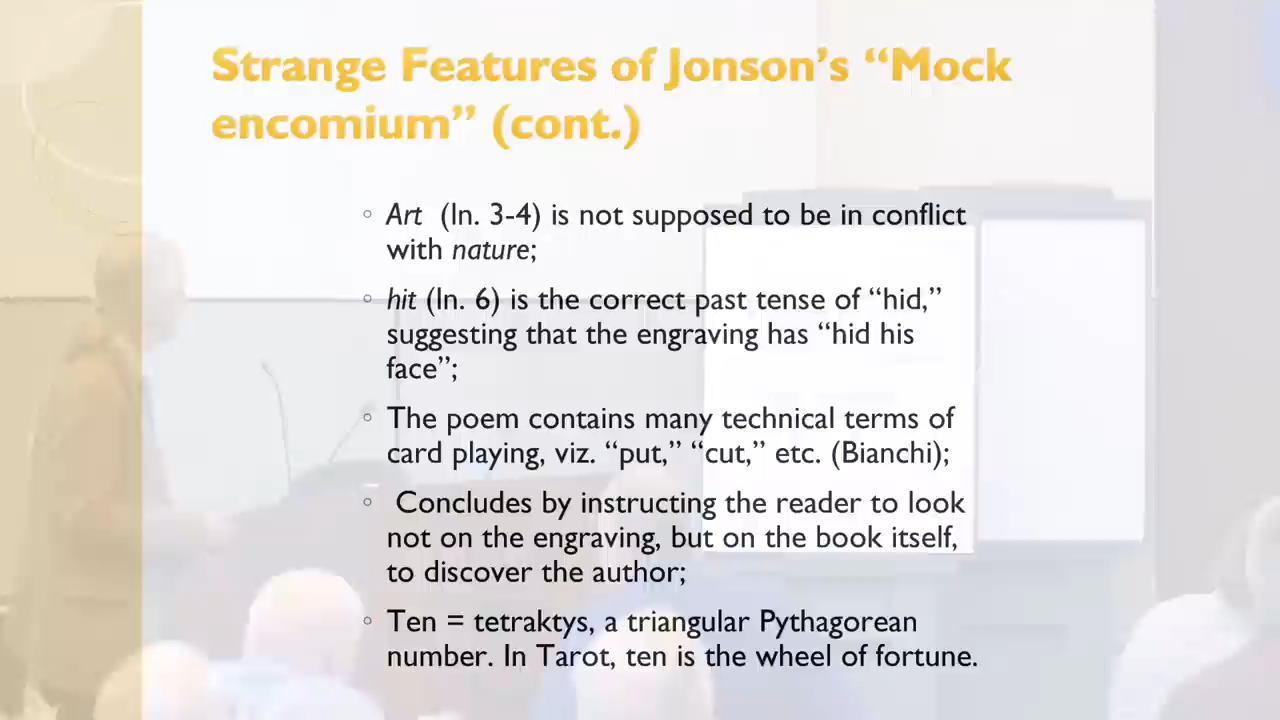 Strange Features of Jonson’s “Mock
encomium” (cont.)
◦ Art (ln. 3-4) is not supposed to be in conflict
with nature;
◦ hit (ln. 6) is the correct past tense of “hid,”
suggesting that the engraving has “hid his
face”;
◦ The poem contains many technical terms of
card playing, viz. “put,” “cut,” etc. (Bianchi);
◦ Concludes by instructing the reader to look
not on the engraving, but on the book itself,
to discover the author;
◦ Ten = tetraktys, a triangular Pythagorean
number. In Tarot, ten is the wheel of fortune.